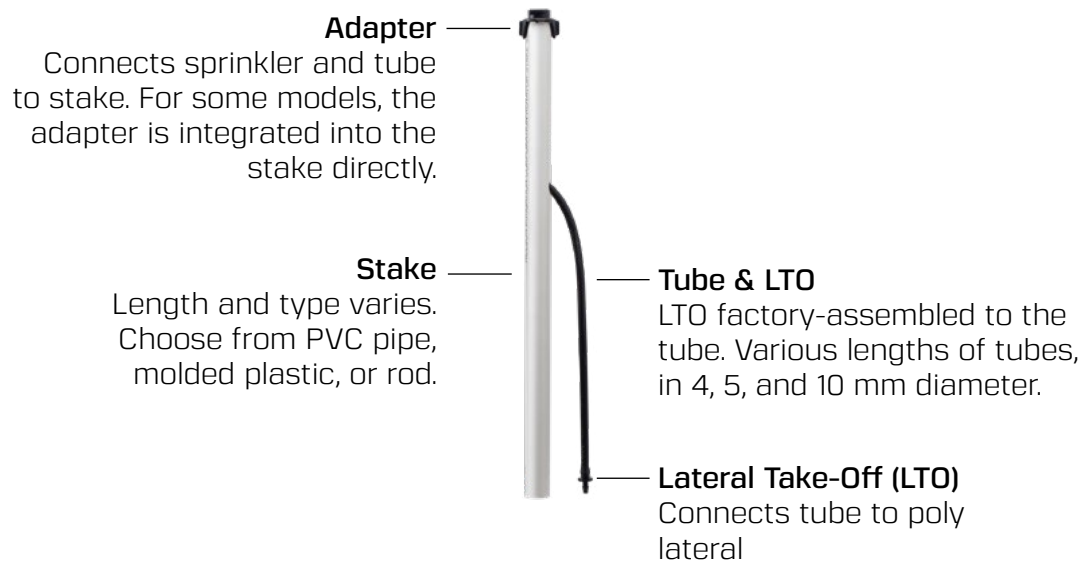 Adapter
Connects sprinkler and tube
to stake. For some models, the
adapter is integrated into the
stake directly.
Stake
Length and type varies.
Choose from PVC pipe,
molded plastic, or rod.
Tube & LTO
LTO factory-assembled to the
tube. Various lengths of tubes,
in 4, 5, and 10 mm diameter.
Lateral Take-Off (LTO)
Connects tube to poly
lateral